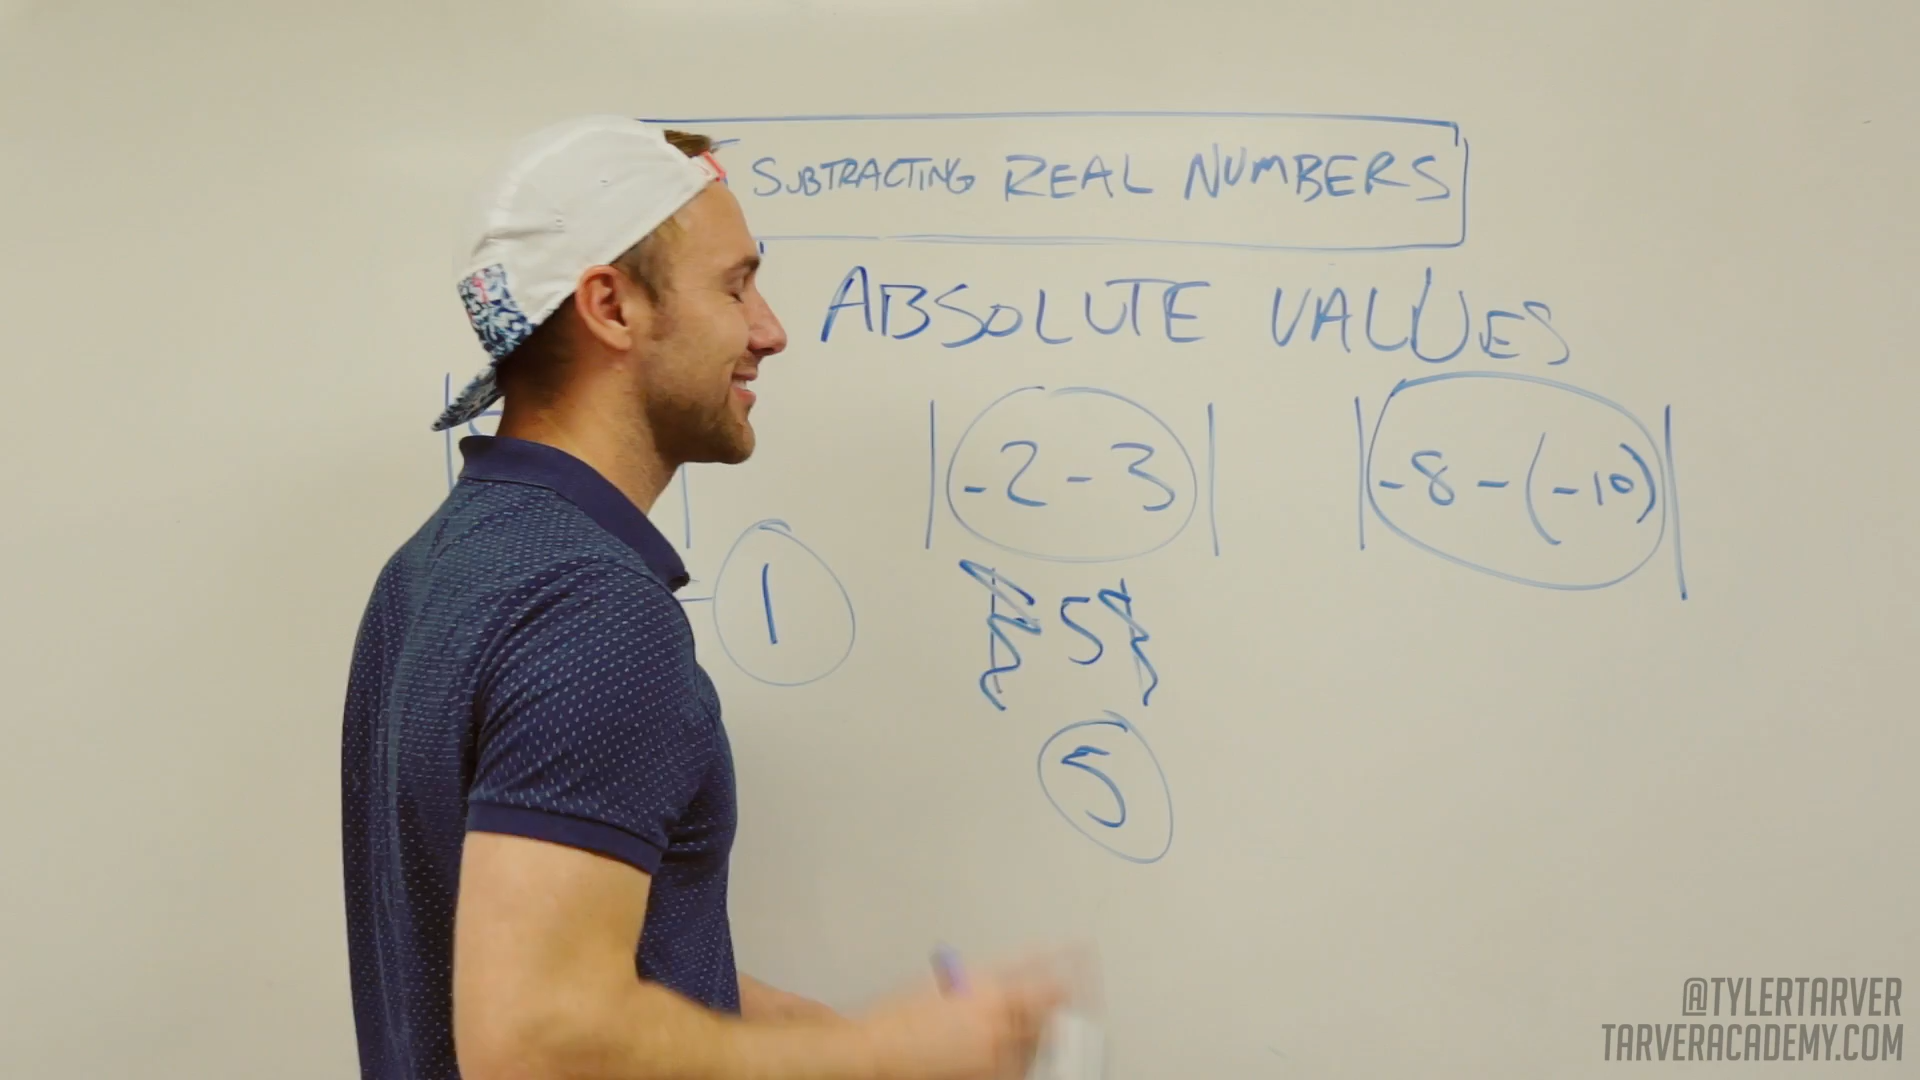 SUBTRACTING REAL NUMBERS
ABSOLUTE VALUES
|-2-3| |-8-(-10)|
1
5
5
@TYLERTARVER
TARVERACADEMY.COM